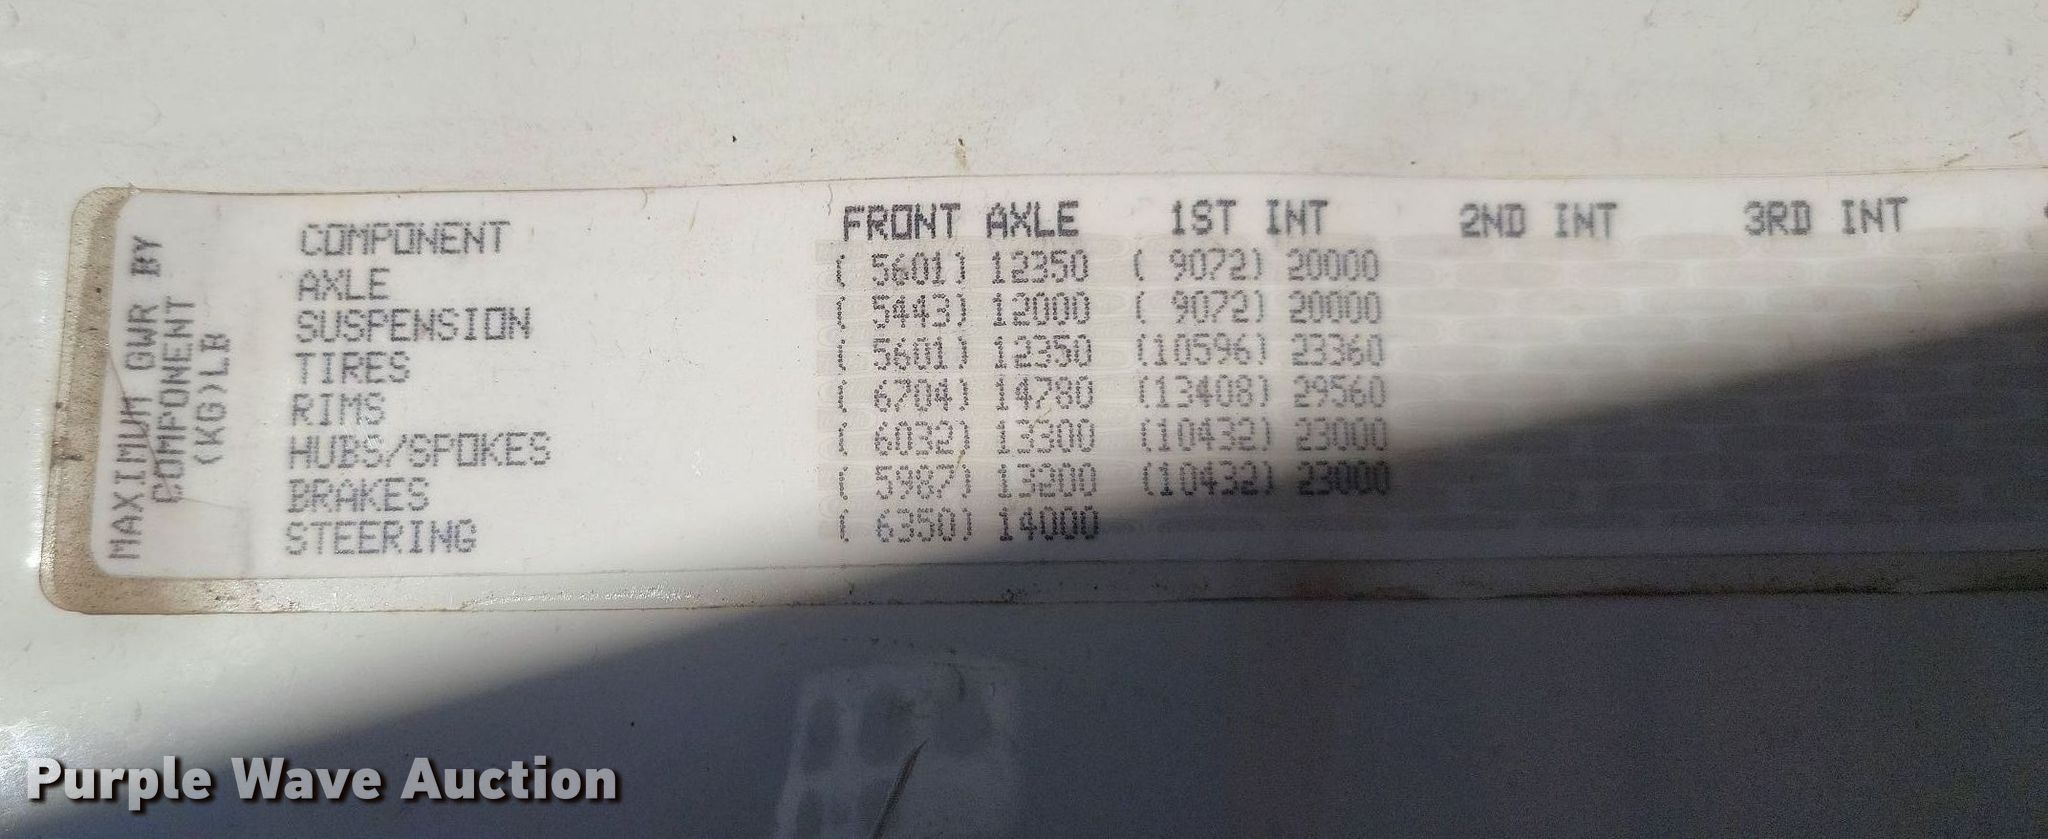 MAXIMUM GWR BY
COMPONENT
(KG)LB
COMPONENT FRONT AXLE 1ST INT 2ND INT 3RD INT
AXLE ( 5601) 12350 ( 9072) 20000
SUSPENSION ( 5443) 12000 ( 9072) 20000
TIRES ( 5601) 12350 (10596) 23360
RIMS ( 6704) 14780 (13408) 29560
HUBS/SPOKES ( 6032) 13300 (10432) 23000
BRAKES ( 5987) 13200 (10432) 23000
STEERING ( 6350) 14000
Purple Wave Auction